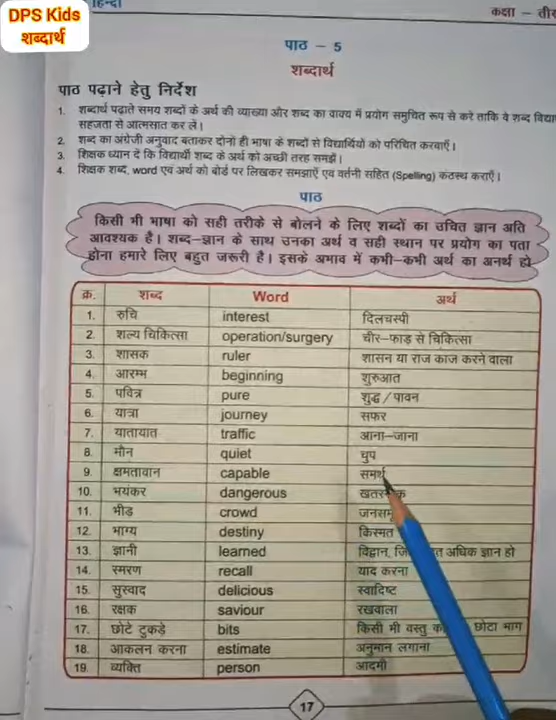 DPS Kids
शब्दार्थ
हिन्दी
कक्षा – ती
पाठ – 5
शब्दार्थ
पाठ पढ़ाने हेतु निर्देश
1. शब्दार्थ पढ़ाते समय शब्दों के अर्थ की व्याख्या और शब्द का वाक्य में प्रयोग समुचित रूप से करे ताकि वे शब्द विद्या
सहजता से आत्मसात कर लें।
2. शब्द का अंग्रेजी अनुवाद बताकर दोनों ही भाषा के शब्दों से विद्यार्थियों को परिचित करवाएँ।
3. शिक्षक ध्यान दें कि विद्यार्थी शब्द के अर्थ को अच्छी तरह समझें।
4. शिक्षक शब्द, word एवं अर्थ को बोर्ड पर लिखकर समझाएँ एवं वर्तनी सहित (Spelling) कंठस्थ कराएँ।
पाठ
किसी भी भाषा को सही तरीके से बोलने के लिए शब्दों का उचित ज्ञान अति
आवश्यक है। शब्द–ज्ञान के साथ उनका अर्थ व सही स्थान पर प्रयोग का पता
होना हमारे लिए बहुत जरूरी है। इसके अभाव में कभी–कभी अर्थ का अनर्थ हो
क्र. शब्द Word अर्थ
1. रुचि interest दिलचस्पी
2. शल्य चिकित्सा operation/surgery चीर–फाड़ से चिकित्सा
3. शासक ruler शासन या राज काज करने वाला
4. आरम्भ beginning शुरुआत
5. पवित्र pure शुद्ध / पावन
6. यात्रा journey सफर
7. यातायात traffic आना–जाना
8. मौन quiet चुप
9. क्षमतावान capable समर्थ
10. भयंकर dangerous
11. भीड़ crowd
12. भाग्य destiny किस्मत
13. ज्ञानी learned विद्वान, अधिक ज्ञान हो
14. स्मरण recall याद करना
15. सुस्वाद delicious स्वादिष्ट
16. रक्षक saviour रखवाला
17. छोटे टुकड़े bits किसी भी वस्तु छोटा भाग
18. आकलन करना estimate अनुमान लगाना
19. व्यक्ति person आदमी
17